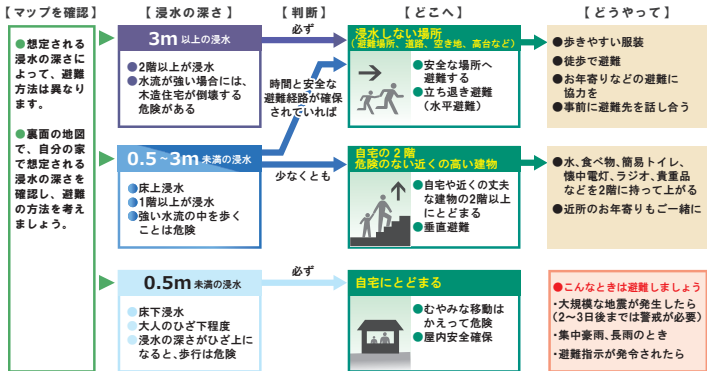 【マップを確認】
【浸水の深さ】
【判断】
【どこへ】
【どうやって】
●想定される
浸水の深さに
よって、避難
方法は異なり
ます。
●裏面の地図
で、自分の家
で想定される
浸水の深さを
確認し、避難
の方法を考え
ましょう。
3m以上の浸水
●2階以上が浸水
●水流が強い場合には、
木造住宅が倒壊する
危険がある
必ず
時間と安全な
避難経路が確保
されていれば
浸水しない場所
（避難場所、道路、空き地、高台など）
●安全な場所へ
避難する
●立ち退き避難
（水平避難）
●歩きやすい服装
●徒歩で避難
●お年寄りなどの避難に
協力を
●事前に避難先を話し合う
0.5～3m未満の浸水
●床上浸水
●1階以上が浸水
●強い水流の中を歩く
ことは危険
少なくとも
自宅の2階
危険のない近くの高い建物
●自宅や近くの丈夫
な建物の2階以上
にとどまる
●垂直避難
●水、食べ物、簡易トイレ、
懐中電灯、ラジオ、貴重品
などを2階に持って上がる
●近所のお年寄りもご一緒に
0.5m未満の浸水
●床下浸水
●大人のひざ下程度
●浸水の深さがひざ上に
なると、歩行は危険
必ず
自宅にとどまる
●むやみな移動は
かえって危険
●屋内安全確保
●こんなときは避難しましょう
・大規模な地震が発生したら
（2～3日後までは警戒が必要）
・集中豪雨、長雨のとき
・避難指示が発令されたら